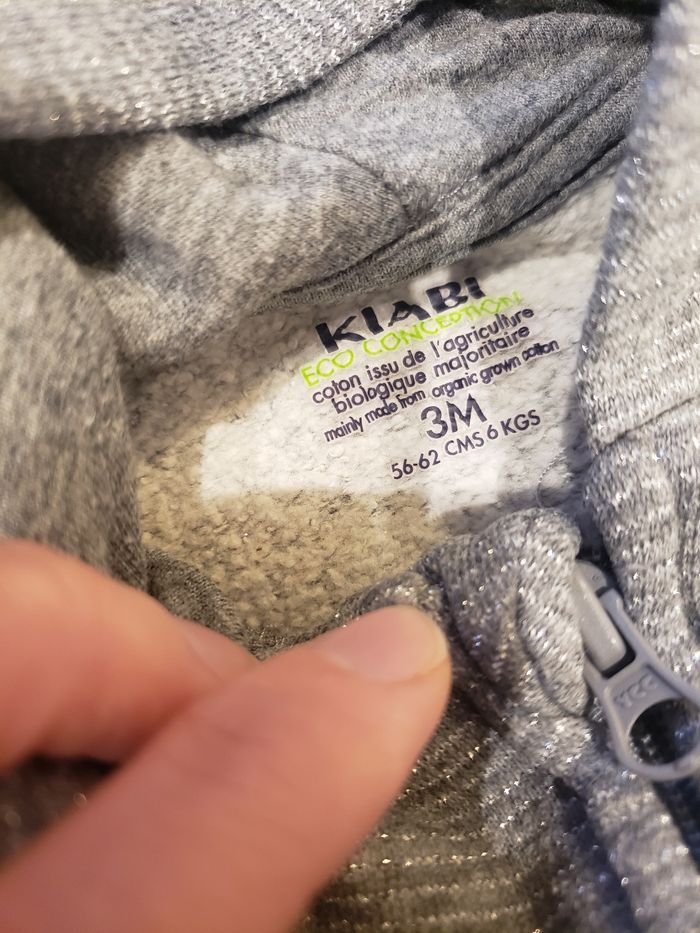 KIABI
ECO CONCEPTION
coton issu de l'agriculture
biologique majoritaire
mainly made from organic grown cotton
3M
56-62 CMS 6 KGS
YCC